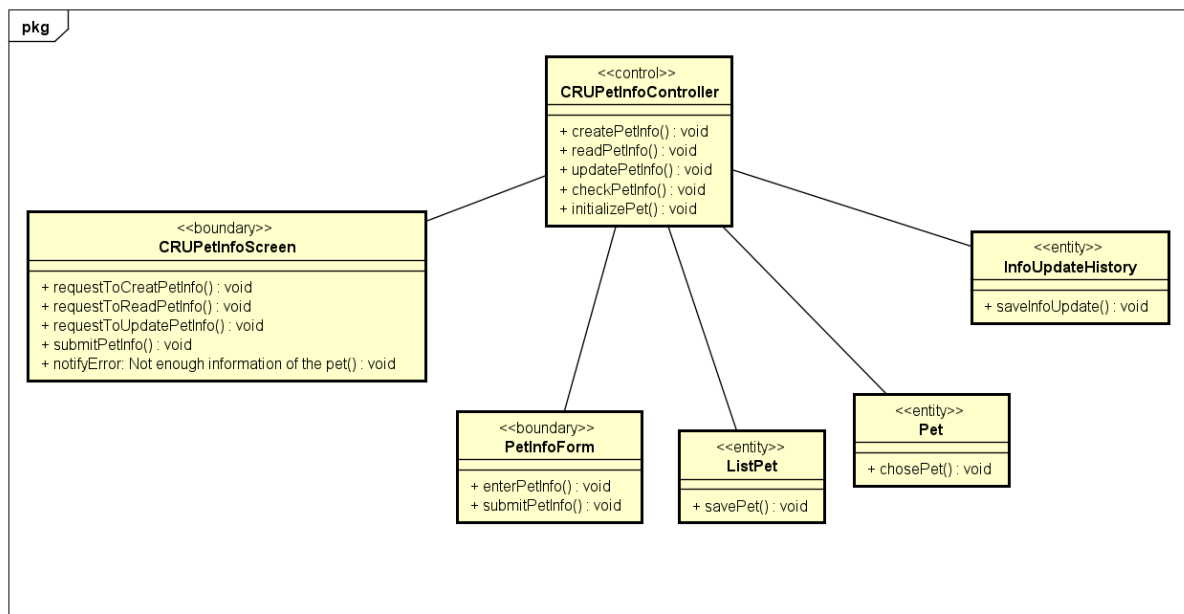 pkg
<<control>>
CRUPetInfoController
+ createPetInfo() : void
+ readPetInfo() : void
+ updatePetInfo() : void
+ checkPetInfo() : void
+ initializePet() : void
<<boundary>>
CRUPetInfoScreen
+ requestToCreatPetInfo() : void
+ requestToReadPetInfo() : void
+ requestToUpdatePetInfo() : void
+ submitPetInfo() : void
+ notifyError: Not enough information of the pet() : void
<<entity>>
InfoUpdateHistory
+ saveInfoUpdate() : void
<<boundary>>
PetInfoForm
+ enterPetInfo() : void
+ submitPetInfo() : void
<<entity>>
ListPet
+ savePet() : void
<<entity>>
Pet
+ chosePet() : void